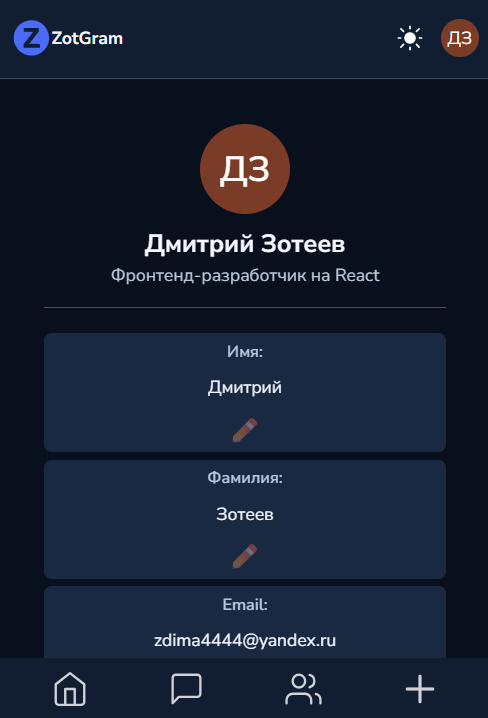 Z ZotGram
ДЗ
ДЗ
Дмитрий Зотеев
Фронтенд-разработчик на React
Имя:
Дмитрий
Фамилия:
Зотеев
Email:
zdima4444@yandex.ru